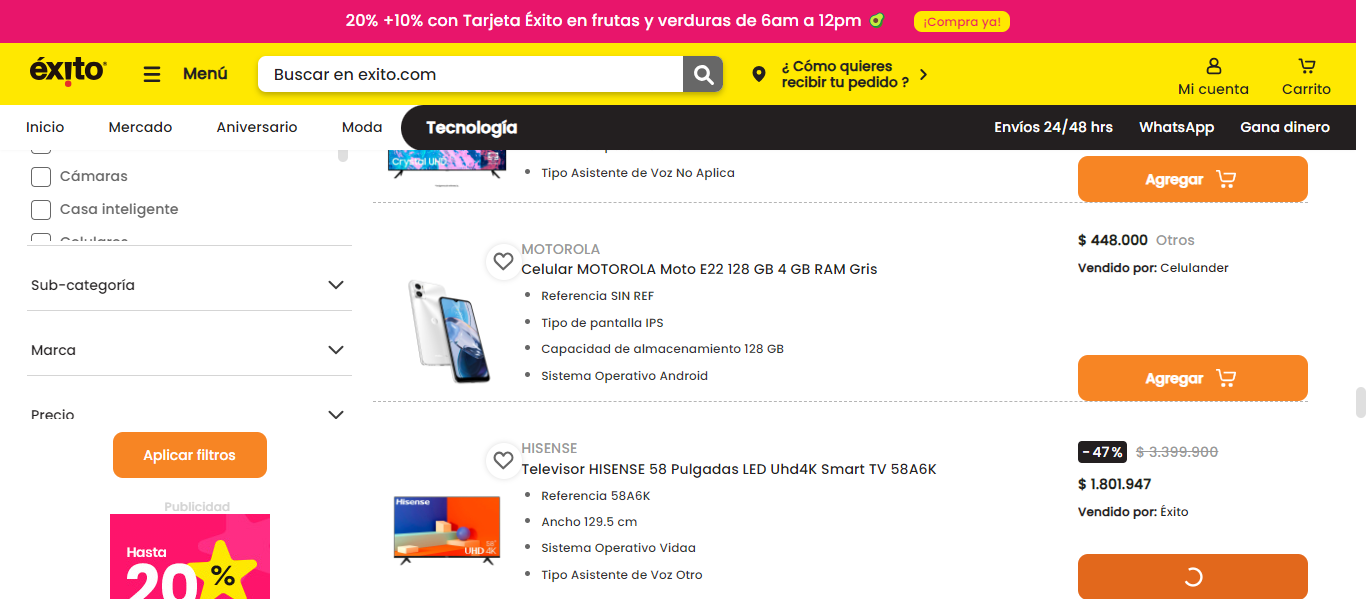 20% +10% con Tarjeta Éxito en frutas y verduras de 6am a 12pm
¡Compra ya!
éxito
Menú
Buscar en exito.com
¿ Cómo quieres
recibir tu pedido ?
Mi cuenta
Carrito
Inicio
Mercado
Aniversario
Moda
Tecnología
Envíos 24/48 hrs
WhatsApp
Gana dinero
Cámaras
Casa inteligente
Celulares
Sub-categoría
Marca
Precio
Aplicar filtros
Publicidad
Hasta
20%
Crystal UHD
Tipo Asistente de Voz No Aplica
Agregar
MOTOROLA
Celular MOTOROLA Moto E22 128 GB 4 GB RAM Gris
Referencia SIN REF
Tipo de pantalla IPS
Capacidad de almacenamiento 128 GB
Sistema Operativo Android
$ 448.000 Otros
Vendido por: Celulander
Agregar
HISENSE
Televisor HISENSE 58 Pulgadas LED Uhd4K Smart TV 58A6K
Hisense
58"
UHD 4K
Referencia 58A6K
Ancho 129.5 cm
Sistema Operativo Vidaa
Tipo Asistente de Voz Otro
- 47% $ 3.399.900
$ 1.801.947
Vendido por: Éxito